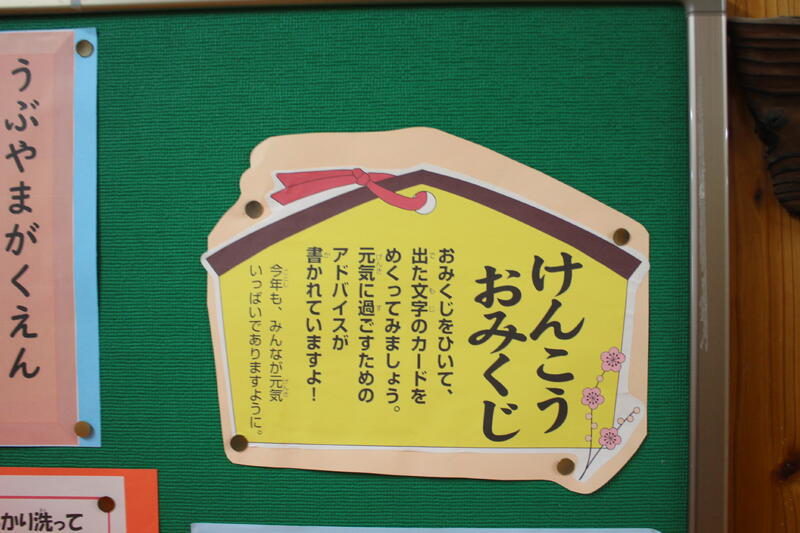 けんこう
おみくじ
おみくじをひいて、
出た文字のカードを
めくってみましょう。
元気に過ごすための
アドバイスが
書かれていますよ！
今年も、みんなが元気
いっぱいでありますように。
うぶやまがくえん
かり洗って